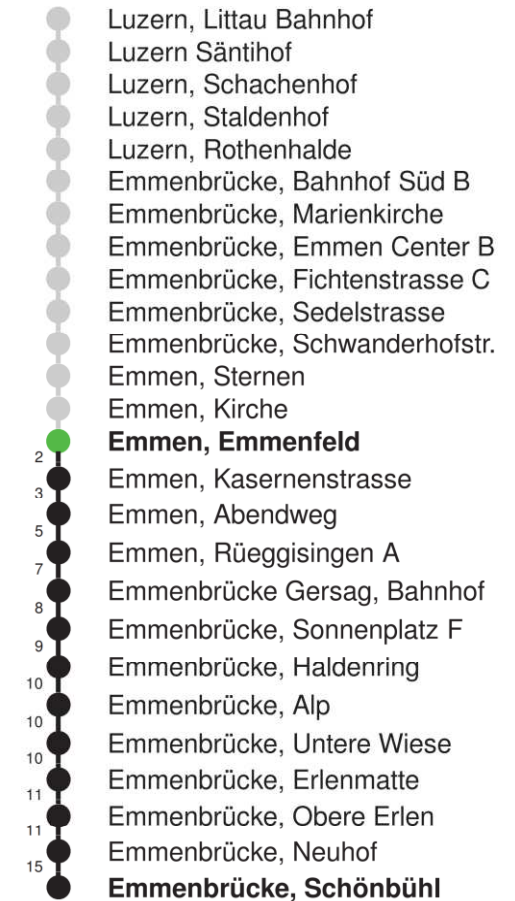 Luzern, Littau Bahnhof
Luzern Säntihof
Luzern, Schachenhof
Luzern, Staldenhof
Luzern, Rothenhalde
Emmenbrücke, Bahnhof Süd B
Emmenbrücke, Marienkirche
Emmenbrücke, Emmen Center B
Emmenbrücke, Fichtenstrasse C
Emmenbrücke, Sedelstrasse
Emmenbrücke, Schwanderhofstr.
Emmen, Sternen
Emmen, Kirche
Emmen, Emmenfeld
2
Emmen, Kasernenstrasse
3
Emmen, Abendweg
5
Emmen, Rüeggisingen A
7
Emmenbrücke Gersag, Bahnhof
8
Emmenbrücke, Sonnenplatz F
9
Emmenbrücke, Haldenring
10
Emmenbrücke, Alp
10
Emmenbrücke, Untere Wiese
10
Emmenbrücke, Erlenmatte
11
Emmenbrücke, Obere Erlen
11
Emmenbrücke, Neuhof
15
Emmenbrücke, Schönbühl